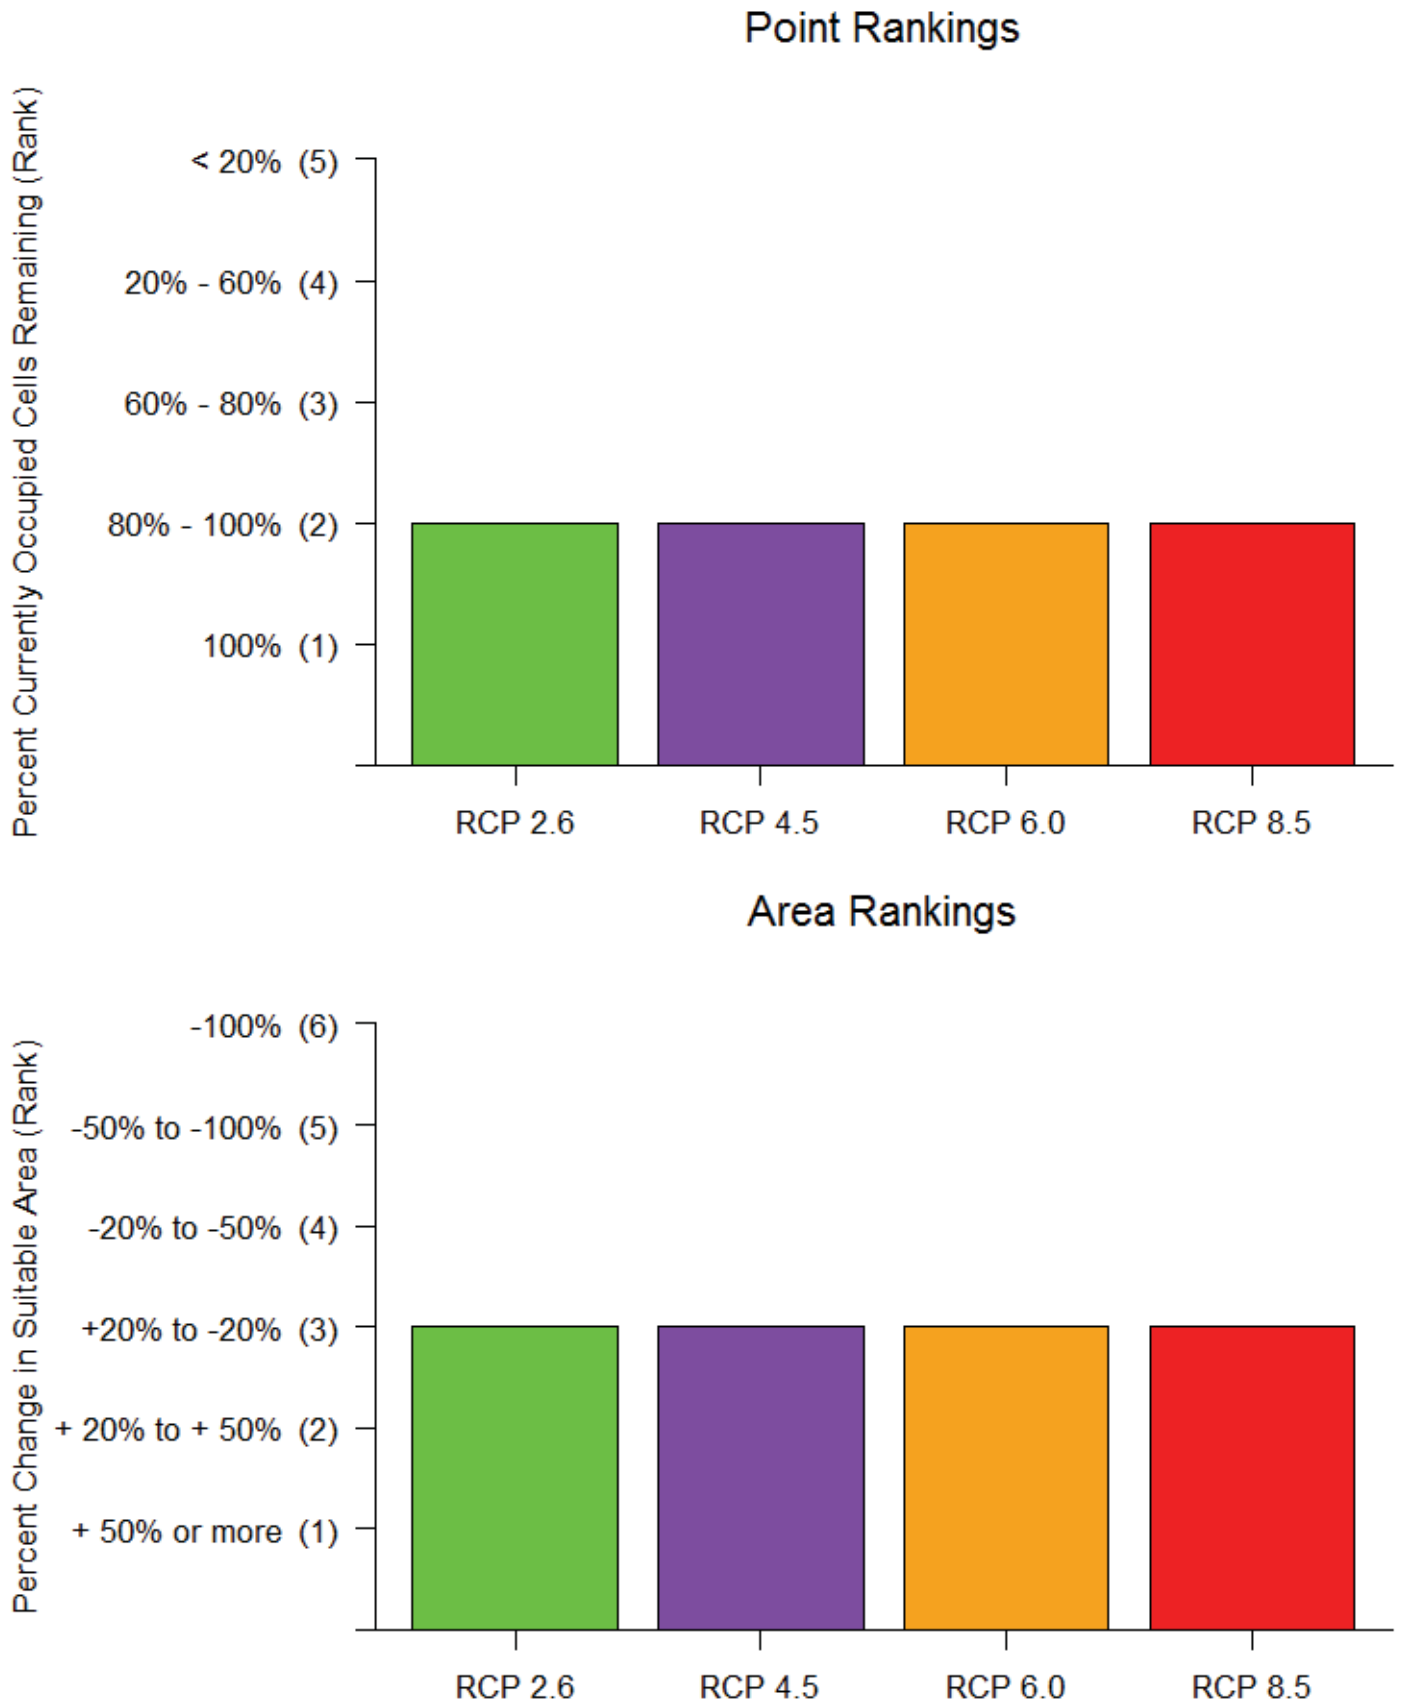 Point Rankings
Percent Currently Occupied Cells Remaining (Rank)
< 20% (5)
20% - 60% (4)
60% - 80% (3)
80% - 100% (2)
100% (1)
RCP 2.6
RCP 4.5
RCP 6.0
RCP 8.5
Area Rankings
Percent Change in Suitable Area (Rank)
-100% (6)
-50% to -100% (5)
-20% to -50% (4)
+20% to -20% (3)
+ 20% to + 50% (2)
+ 50% or more (1)
RCP 2.6
RCP 4.5
RCP 6.0
RCP 8.5